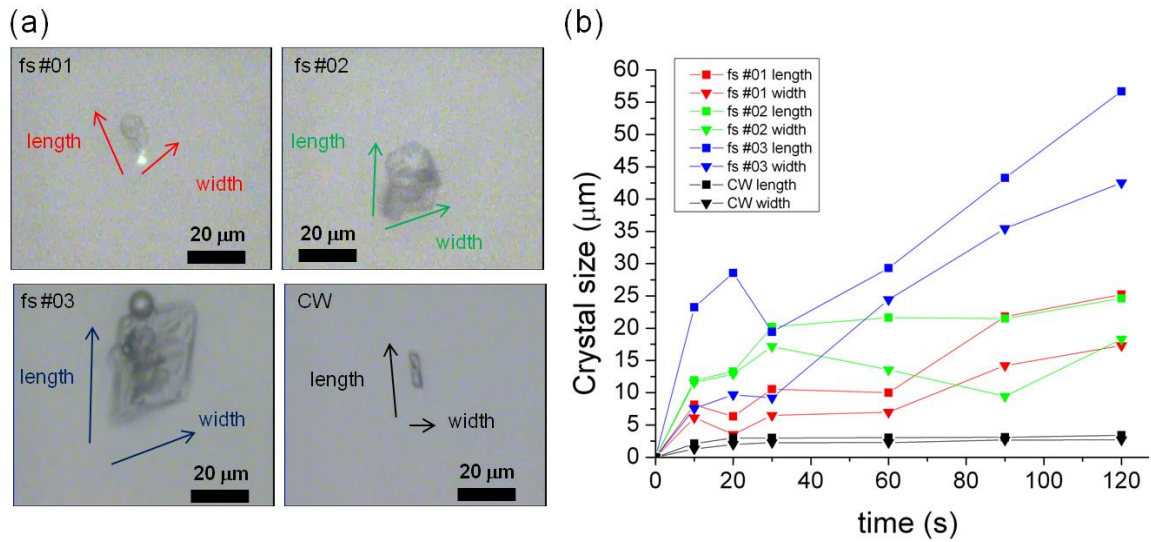 (a)
fs #01
length
width
20 μm
fs #02
length
width
20 μm
fs #03
length
width
20 μm
CW
length
width
20 μm
(b)
fs #01 length
fs #01 width
fs #02 length
fs #02 width
fs #03 length
fs #03 width
CW length
CW width
60
55
50
45
40
35
30
25
20
15
10
5
0
Crystal size (μm)
0 20 40 60 80 100 120
time (s)